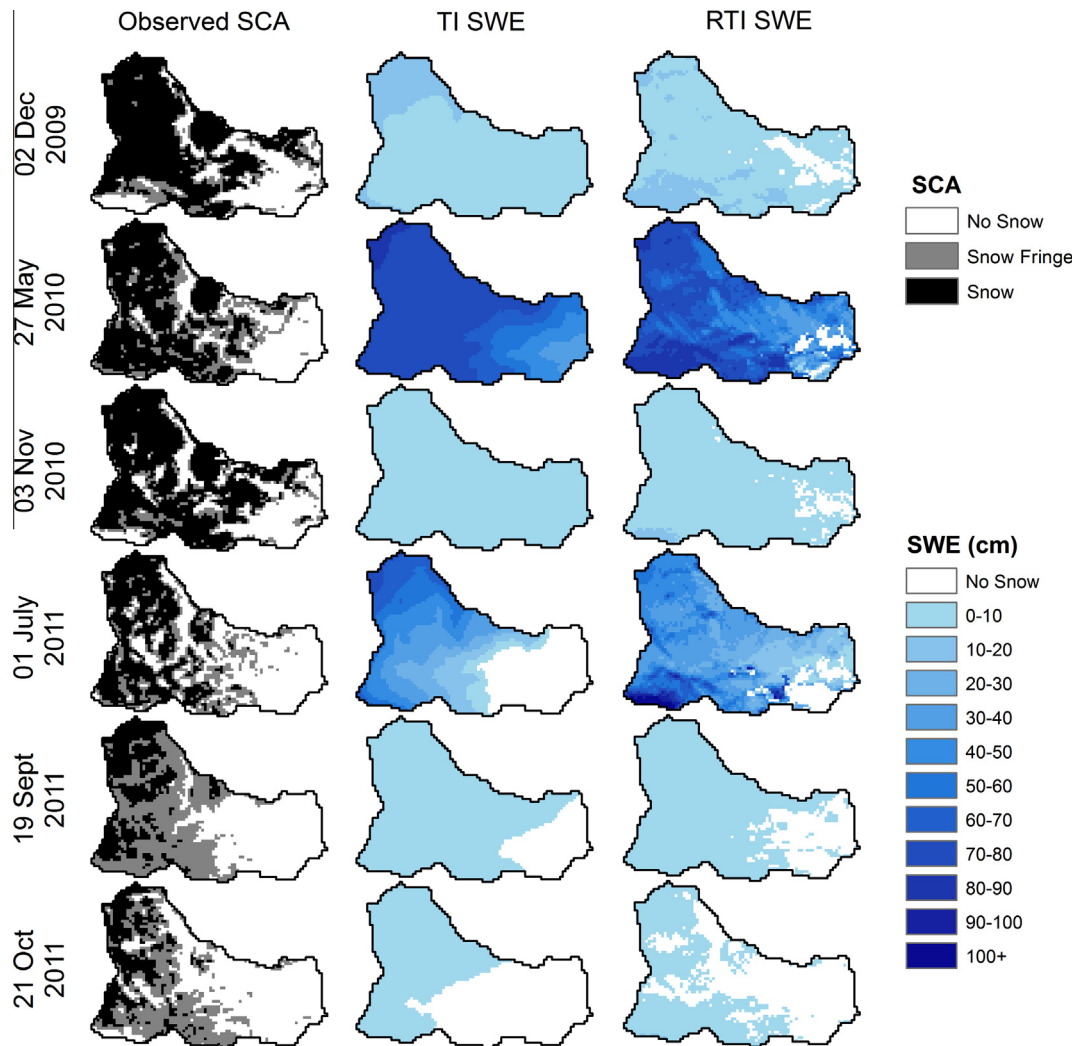 Observed SCA
TI SWE
RTI SWE
02 Dec
2009
27 May
2010
03 Nov
2010
01 July
2011
19 Sept
2011
21 Oct
2011
SCA
No Snow
Snow Fringe
Snow
SWE (cm)
No Snow
0-10
10-20
20-30
30-40
40-50
50-60
60-70
70-80
80-90
90-100
100+